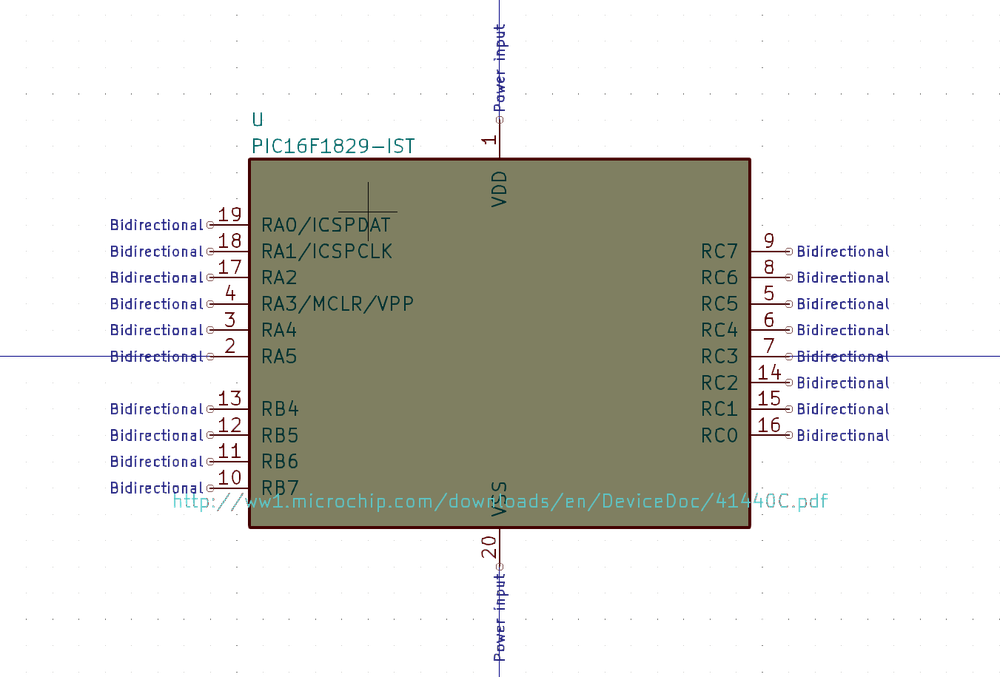 Power input
1
U
PIC16F1829-IST
VDD
Bidirectional 19 RA0/ICSPDAT
Bidirectional 18 RA1/ICSPCLK RC7 9 Bidirectional
Bidirectional 17 RA2 RC6 8 Bidirectional
Bidirectional 4 RA3/MCLR/VPP RC5 5 Bidirectional
Bidirectional 3 RA4 RC4 6 Bidirectional
Bidirectional 2 RA5 RC3 7 Bidirectional
RC2 14 Bidirectional
Bidirectional 13 RB4 RC1 15 Bidirectional
Bidirectional 12 RB5 RC0 16 Bidirectional
Bidirectional 11 RB6
Bidirectional 10 RB7
VSS
http://ww1.microchip.com/downloads/en/DeviceDoc/41440C.pdf
20
Power input